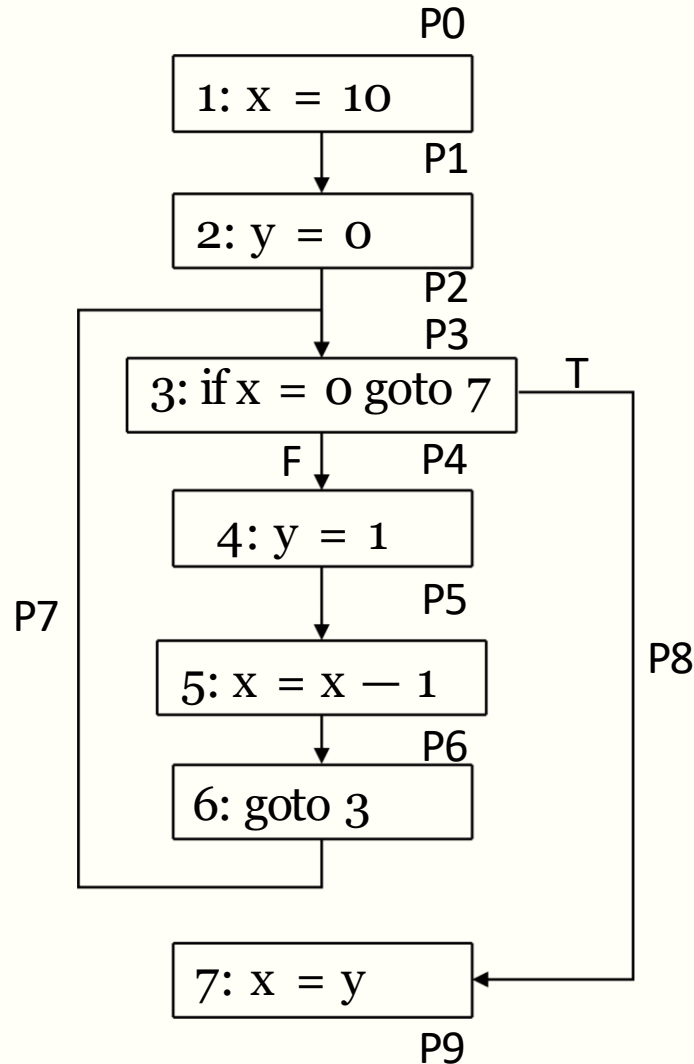 P0
1: x = 10
P1
2: y = 0
P2
P3
3: if x = 0 goto 7
T
F
P4
4: y = 1
P5
P7
P8
5: x = x – 1
P6
6: goto 3
7: x = y
P9